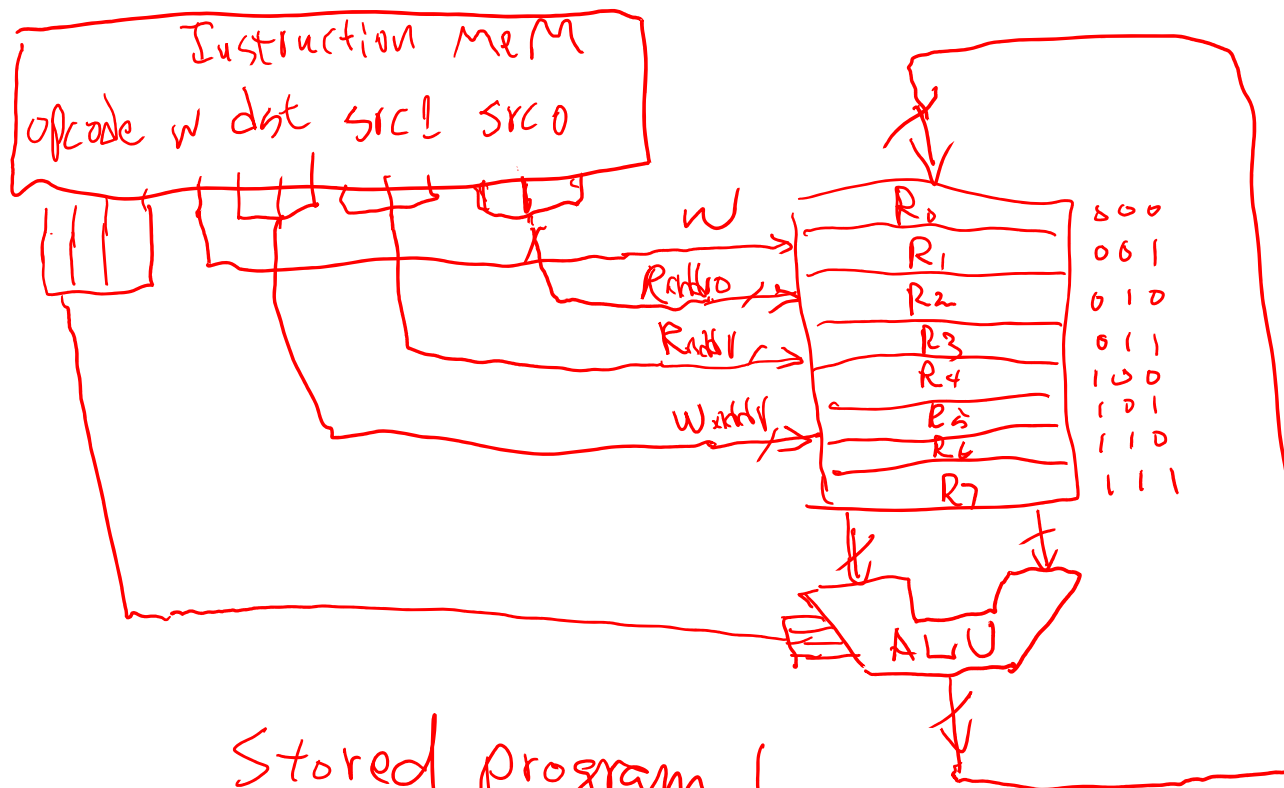 Instruction MeM
opcode w dst src1 src0
W
Raddr0
Raddr1
Waddr
R0 000
R1 001
R2 010
R3 011
R4 100
R5 101
R6 110
R7 111
ALU
Stored program !